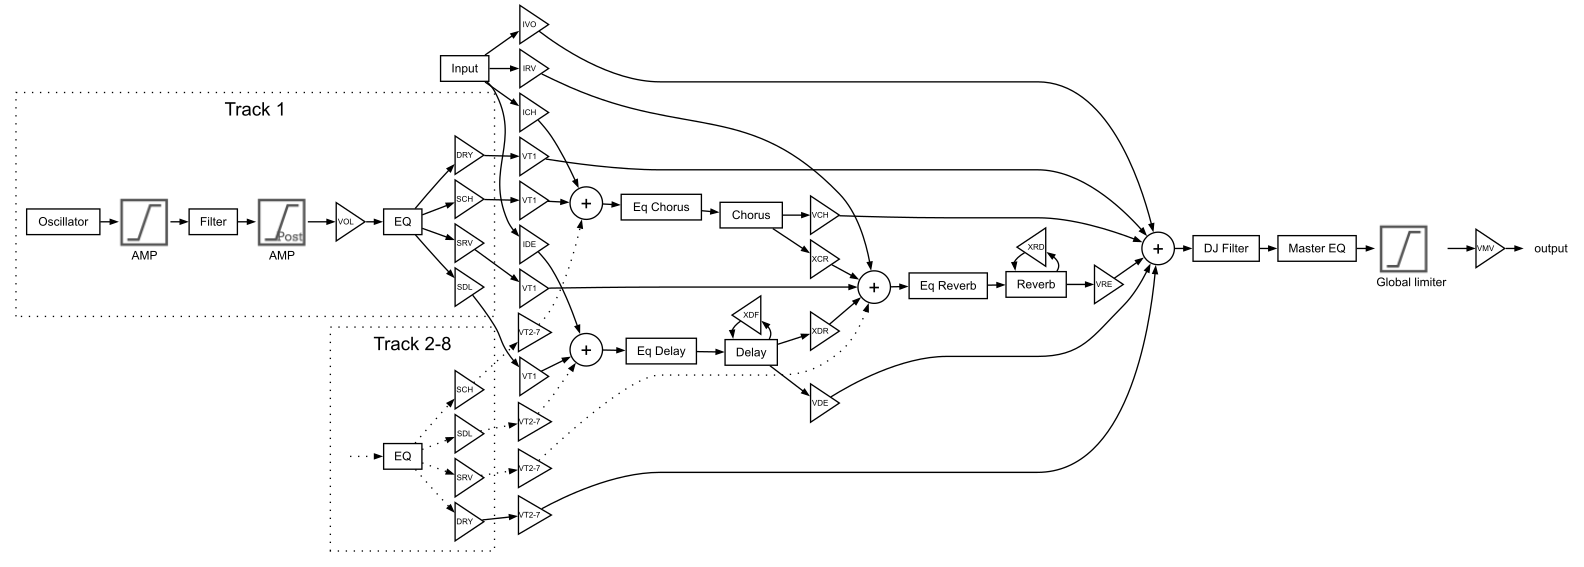 IVO
Input
IRV
Track 1
ICH
DRY
VT1
SCH
VT1
Oscillator
AMP
Filter
Post
AMP
VOL
EQ
SRV
IDE
SDL
VT1
+
Eq Chorus
Chorus
VCH
XCR
+
Eq Reverb
XRD
Reverb
VRE
+
DJ Filter
Master EQ
Global limiter
VMV
output
VT2-7
Track 2-8
+
Eq Delay
XDF
Delay
XDR
VDE
VT1
SCH
VT2-7
SDL
EQ
VT2-7
SRV
VT2-7
DRY